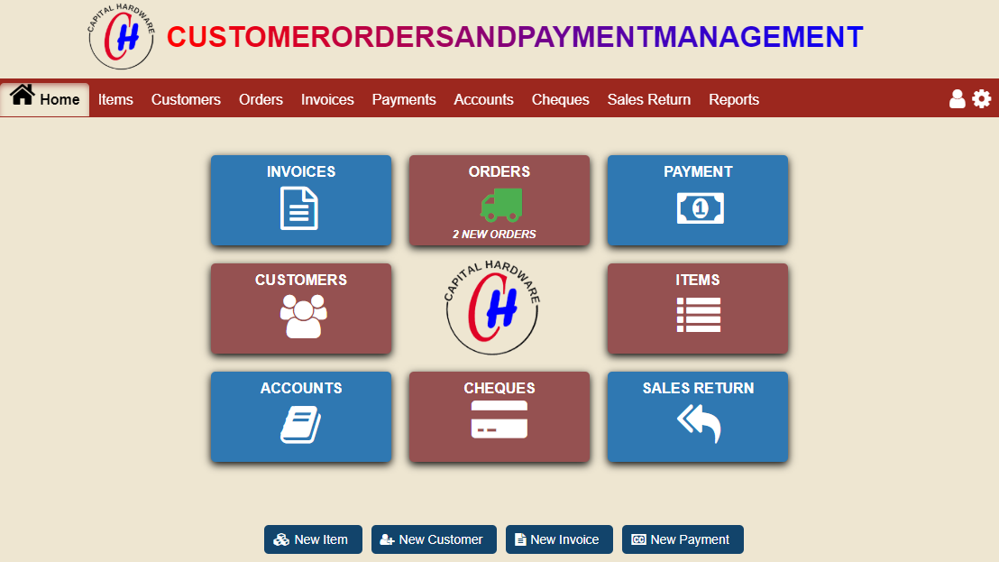 CAPITAL HARDWARE
CH
CUSTOMERORDERSANDPAYMENTMANAGEMENT
Home Items Customers Orders Invoices Payments Accounts Cheques Sales Return Reports
INVOICES
ORDERS
2 NEW ORDERS
PAYMENT
1
CUSTOMERS
CAPITAL HARDWARE
CH
ITEMS
ACCOUNTS
CHEQUES
SALES RETURN
New Item New Customer New Invoice CC New Payment